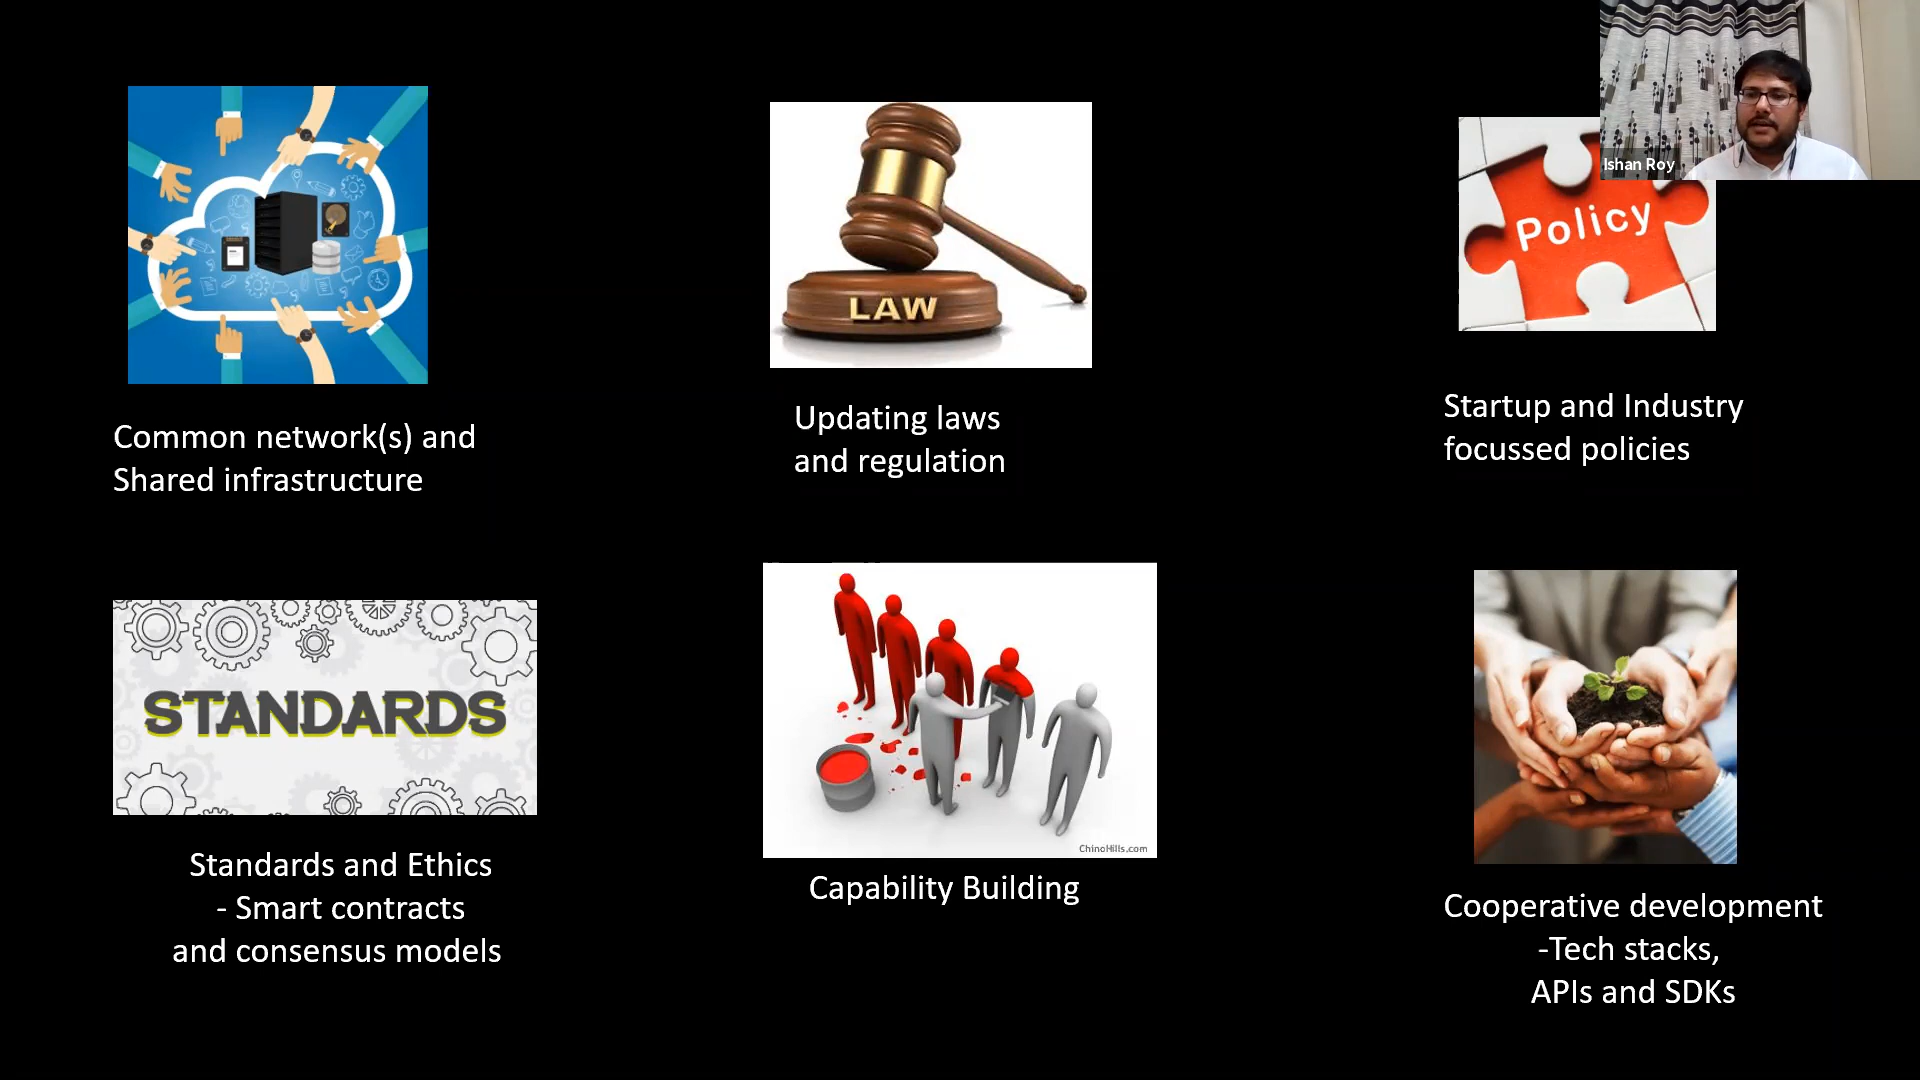 Ishan Roy
LAW
Policy
Common network(s) and
Shared infrastructure
Updating laws
and regulation
Startup and Industry
focussed policies
STANDARDS
ChinaHills.com
Standards and Ethics
- Smart contracts
and consensus models
Capability Building
Cooperative development
-Tech stacks,
APIs and SDKs